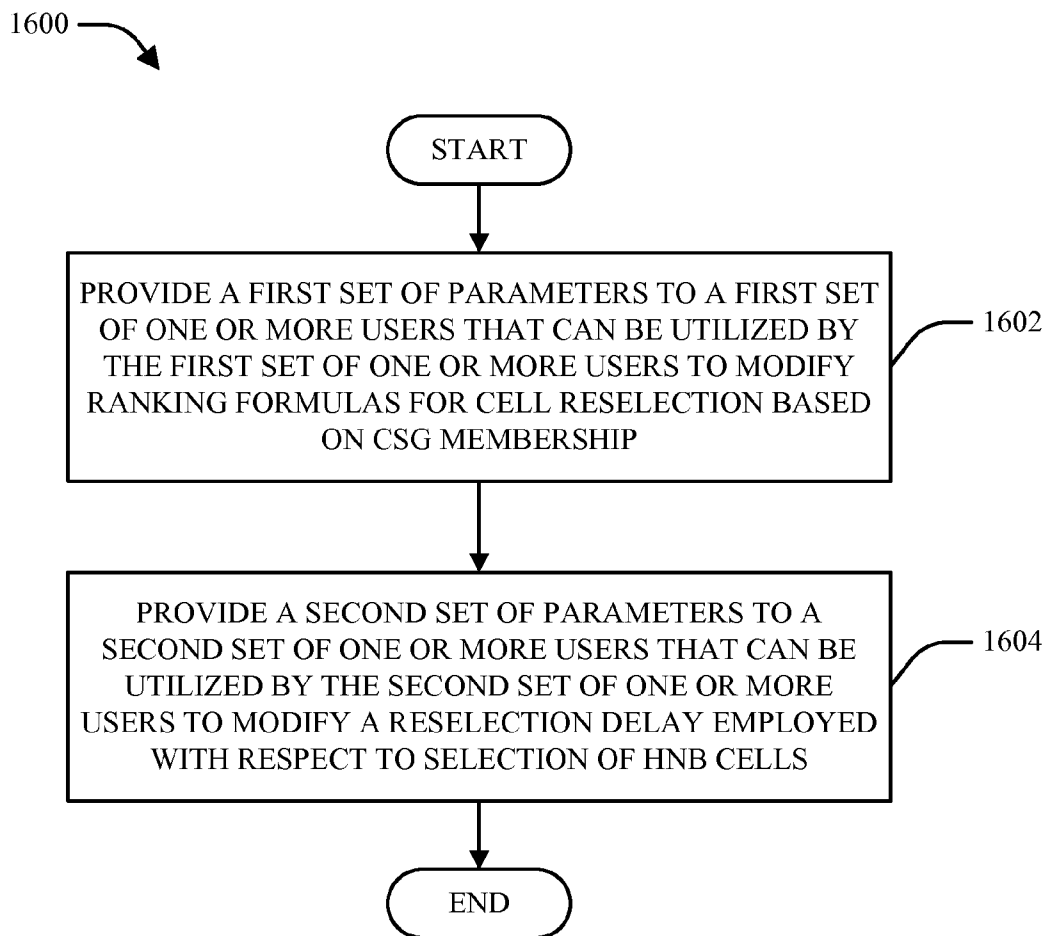 1600
START
PROVIDE A FIRST SET OF PARAMETERS TO A FIRST SET
OF ONE OR MORE USERS THAT CAN BE UTILIZED BY
THE FIRST SET OF ONE OR MORE USERS TO MODIFY
RANKING FORMULAS FOR CELL RESELECTION BASED
ON CSG MEMBERSHIP
1602
PROVIDE A SECOND SET OF PARAMETERS TO A
SECOND SET OF ONE OR MORE USERS THAT CAN BE
UTILIZED BY THE SECOND SET OF ONE OR MORE
USERS TO MODIFY A RESELECTION DELAY EMPLOYED
WITH RESPECT TO SELECTION OF HNB CELLS
1604
END